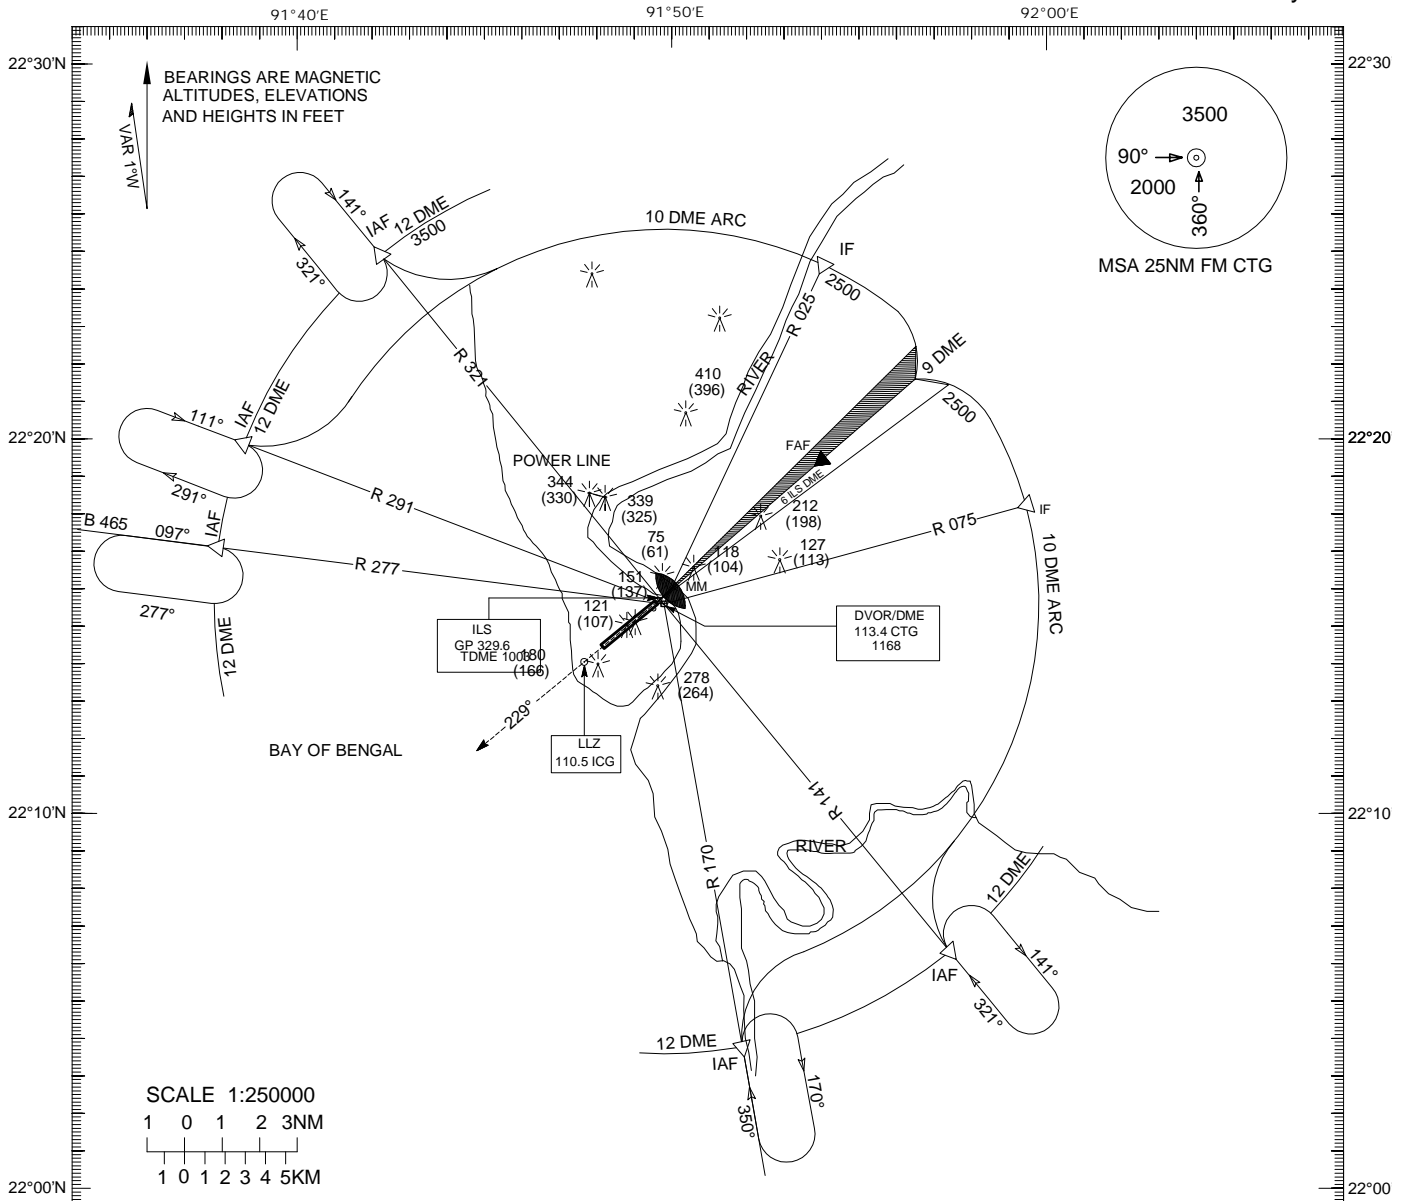 91°40'E
91°50'E
92°00'E
22°30'N
22°30
BEARINGS ARE MAGNETIC
ALTITUDES, ELEVATIONS
AND HEIGHTS IN FEET
VAR 1°W
3500
90°
2000
360°
MSA 25NM FM CTG
141°
321°
IAF
12 DME
3500
10 DME ARC
IF
2500
R 025
R 321
RIVER
410
(396)
9 DME
2500
111°
291°
IAF
12 DME
22°20'N
22°20
FAF
6 ILS DME
POWER LINE
344
(330)
339
(325)
212
(198)
R 291
R 075
IF
10 DME ARC
B 465
097°
IAF
R 277
277°
12 DME
75
(61)
118
(104)
127
(113)
151
(137)
MM
121
(107)
ILS
GP 329.6
TDME 1003
180
(166)
DVOR/DME
113.4 CTG
1168
278
(264)
229°
LLZ
110.5 ICG
BAY OF BENGAL
R 141
22°10'N
22°10
R 170
RIVER
12 DME
IAF
141°
321°
12 DME
IAF
170°
350°
SCALE 1:250000
1 0 1 2 3NM
1 0 1 2 3 4 5KM
22°00'N
22°00